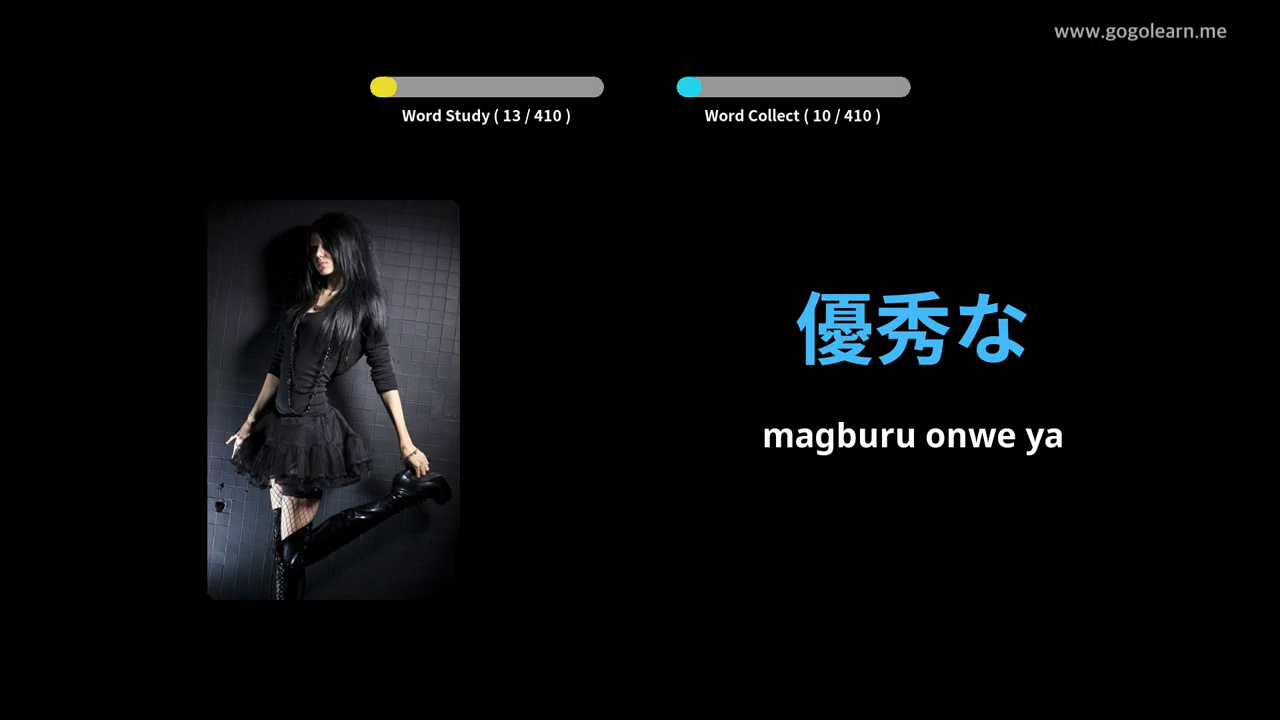 www.gogolearn.me
Word Study ( 13 / 410 )
Word Collect ( 10 / 410 )
優秀な
magburu onwe ya